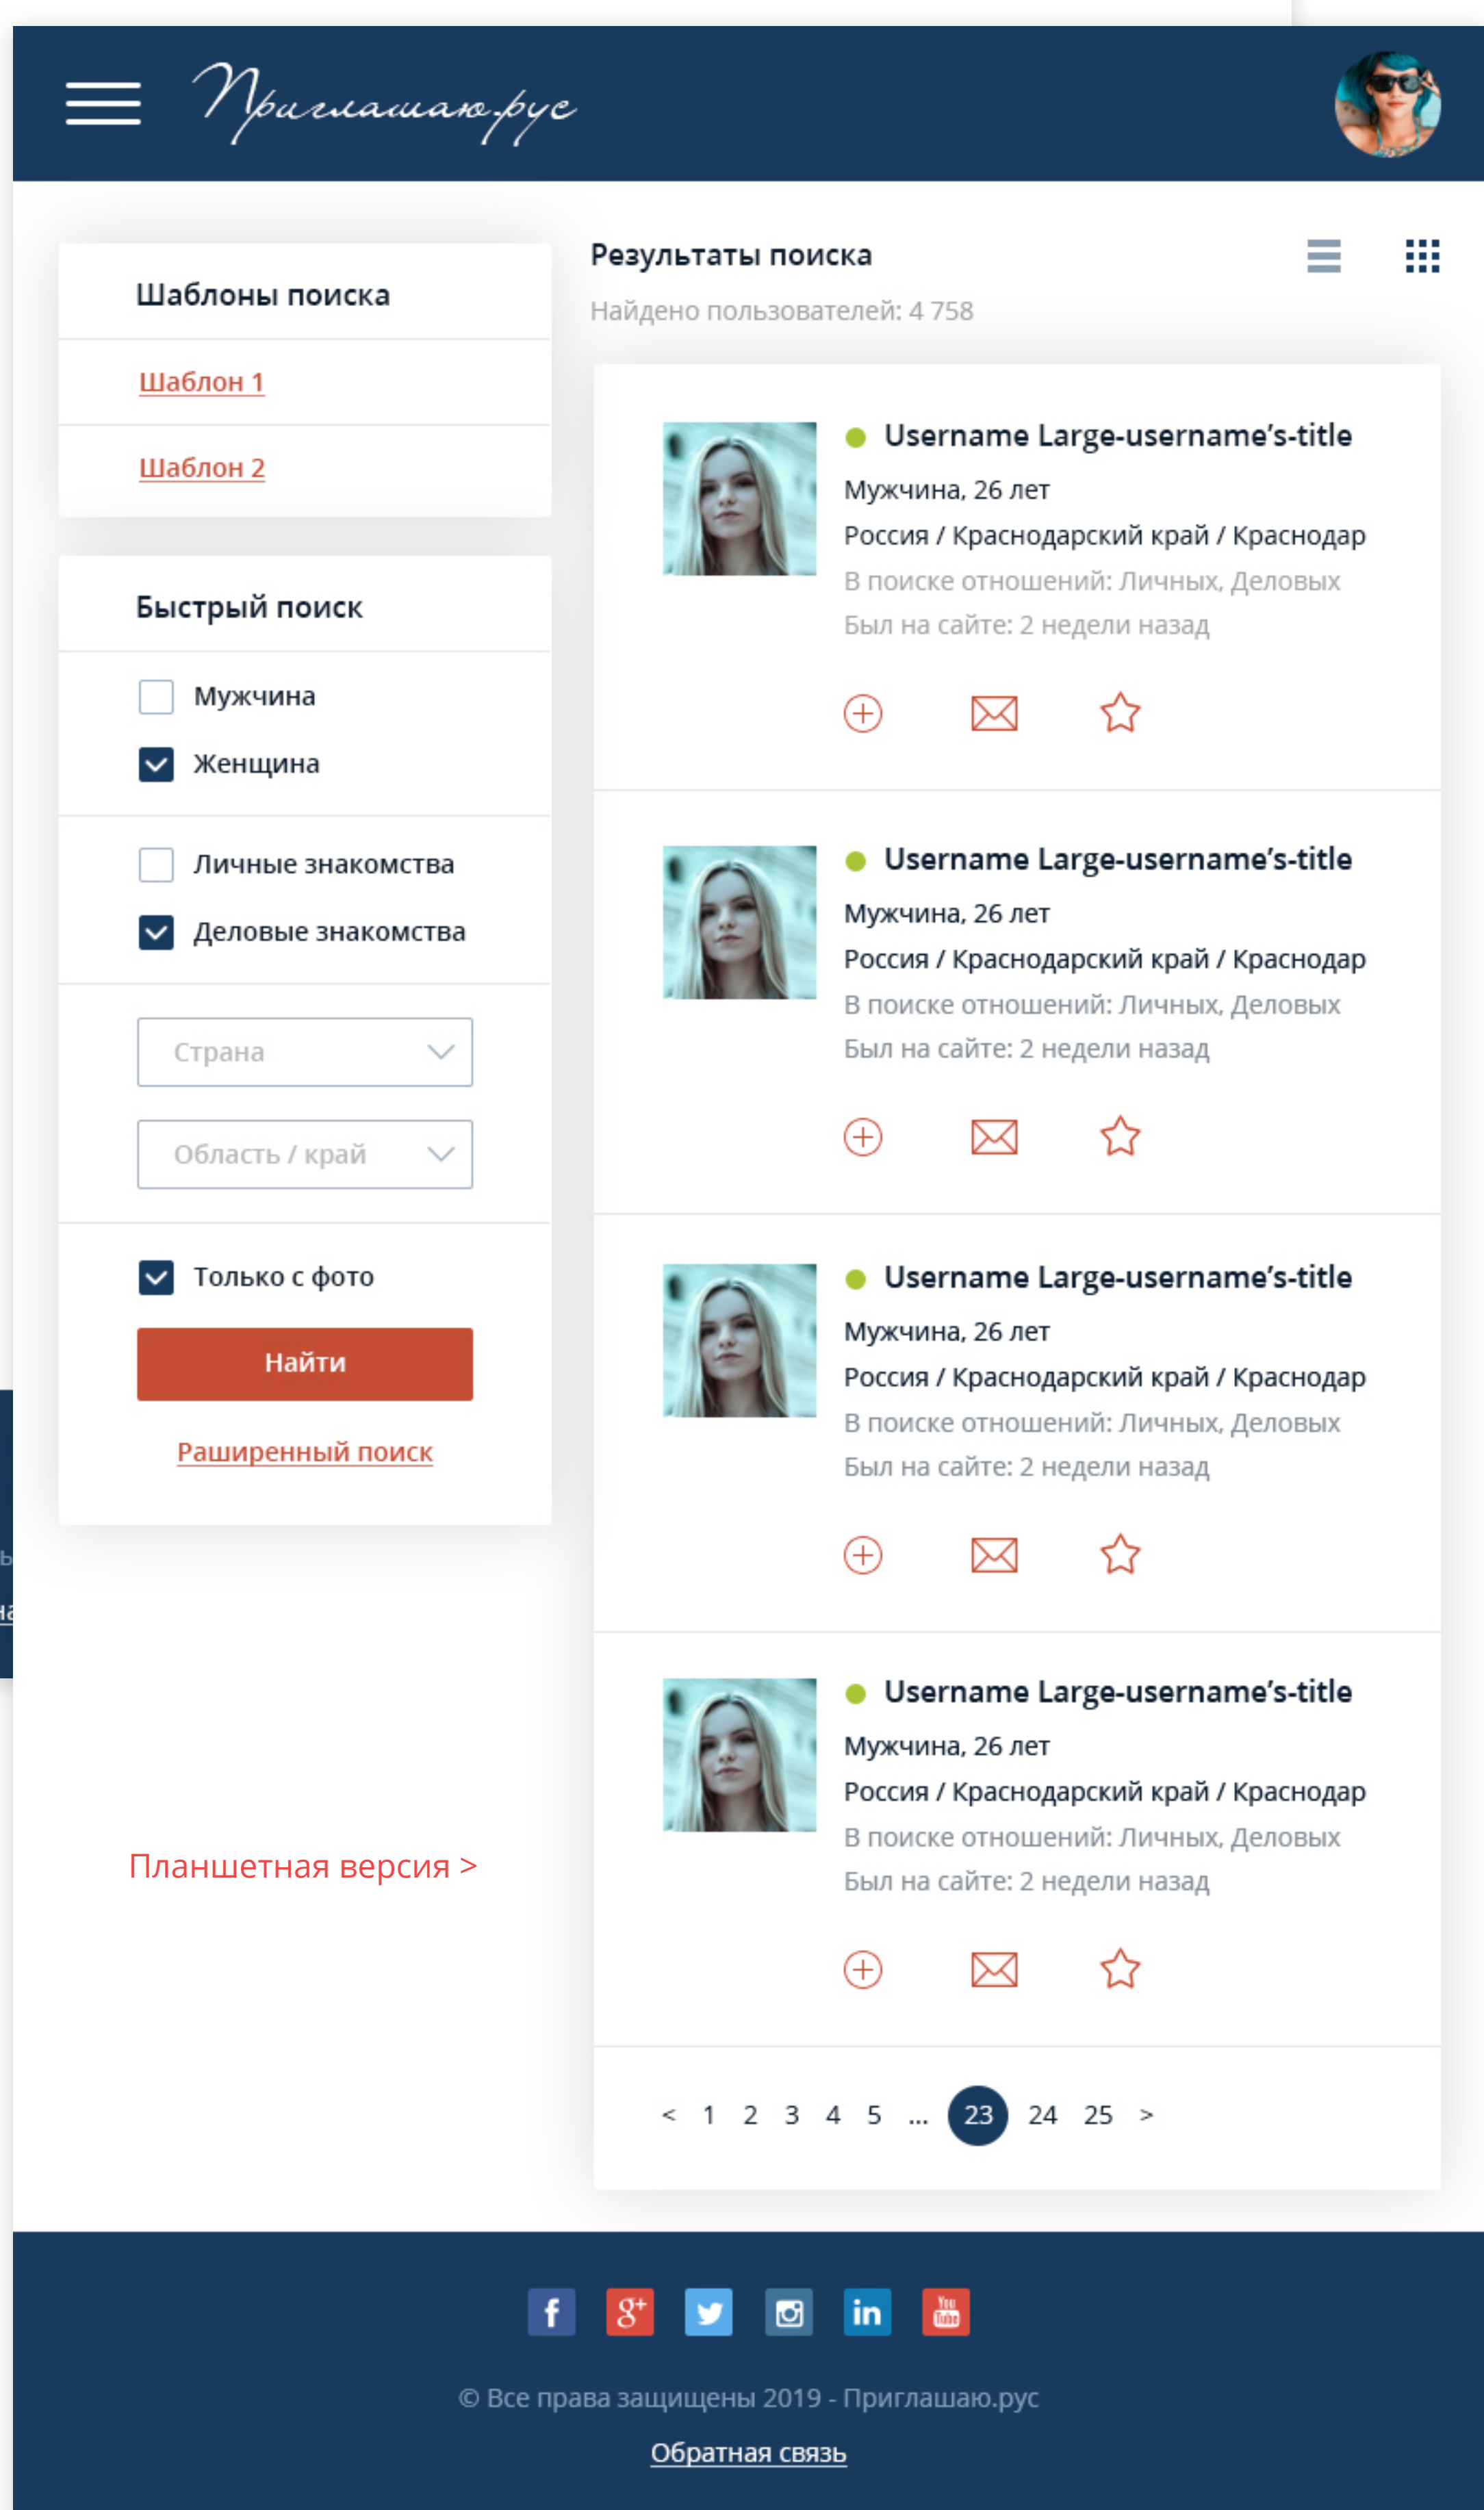 Приглашаю.рус
Шаблоны поиска
Шаблон 1
Шаблон 2
Быстрый поиск
Мужчина
Женщина
Личные знакомства
Деловые знакомства
Страна
Область / край
Только с фото
Найти
Раширенный поиск
Планшетная версия >
Результаты поиска
Найдено пользователей: 4 758
Username Large-username’s-title
Мужчина, 26 лет
Россия / Краснодарский край / Краснодар
В поиске отношений: Личных, Деловых
Был на сайте: 2 недели назад
Username Large-username’s-title
Мужчина, 26 лет
Россия / Краснодарский край / Краснодар
В поиске отношений: Личных, Деловых
Был на сайте: 2 недели назад
Username Large-username’s-title
Мужчина, 26 лет
Россия / Краснодарский край / Краснодар
В поиске отношений: Личных, Деловых
Был на сайте: 2 недели назад
Username Large-username’s-title
Мужчина, 26 лет
Россия / Краснодарский край / Краснодар
В поиске отношений: Личных, Деловых
Был на сайте: 2 недели назад
< 1 2 3 4 5 ... 23 24 25 >
f g+ in You Tube
© Все права защищены 2019 - Приглашаю.рус
Обратная связь